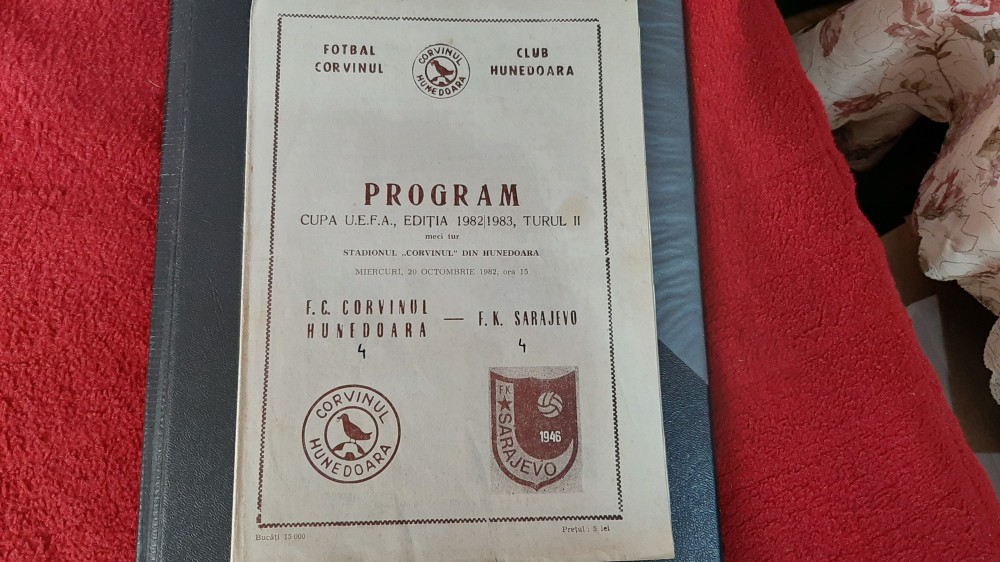 FOTBAL CLUB
CORVINUL HUNEDOARA
CORVINUL HUNEDOARA
PROGRAM
CUPA U.E.F.A., EDIȚIA 1982|1983, TURUL II
meci tur
STADIONUL „CORVINUL" DIN HUNEDOARA
MIERCURI, 20 OCTOMBRIE 1982, ora 15
F.C. CORVINUL
HUNEDOARA — F.K. SARAJEVO
4 4
CORVINUL HUNEDOARA
FK SARAJEVO 1946
Bucăți 15 000
Prețul : 5 lei